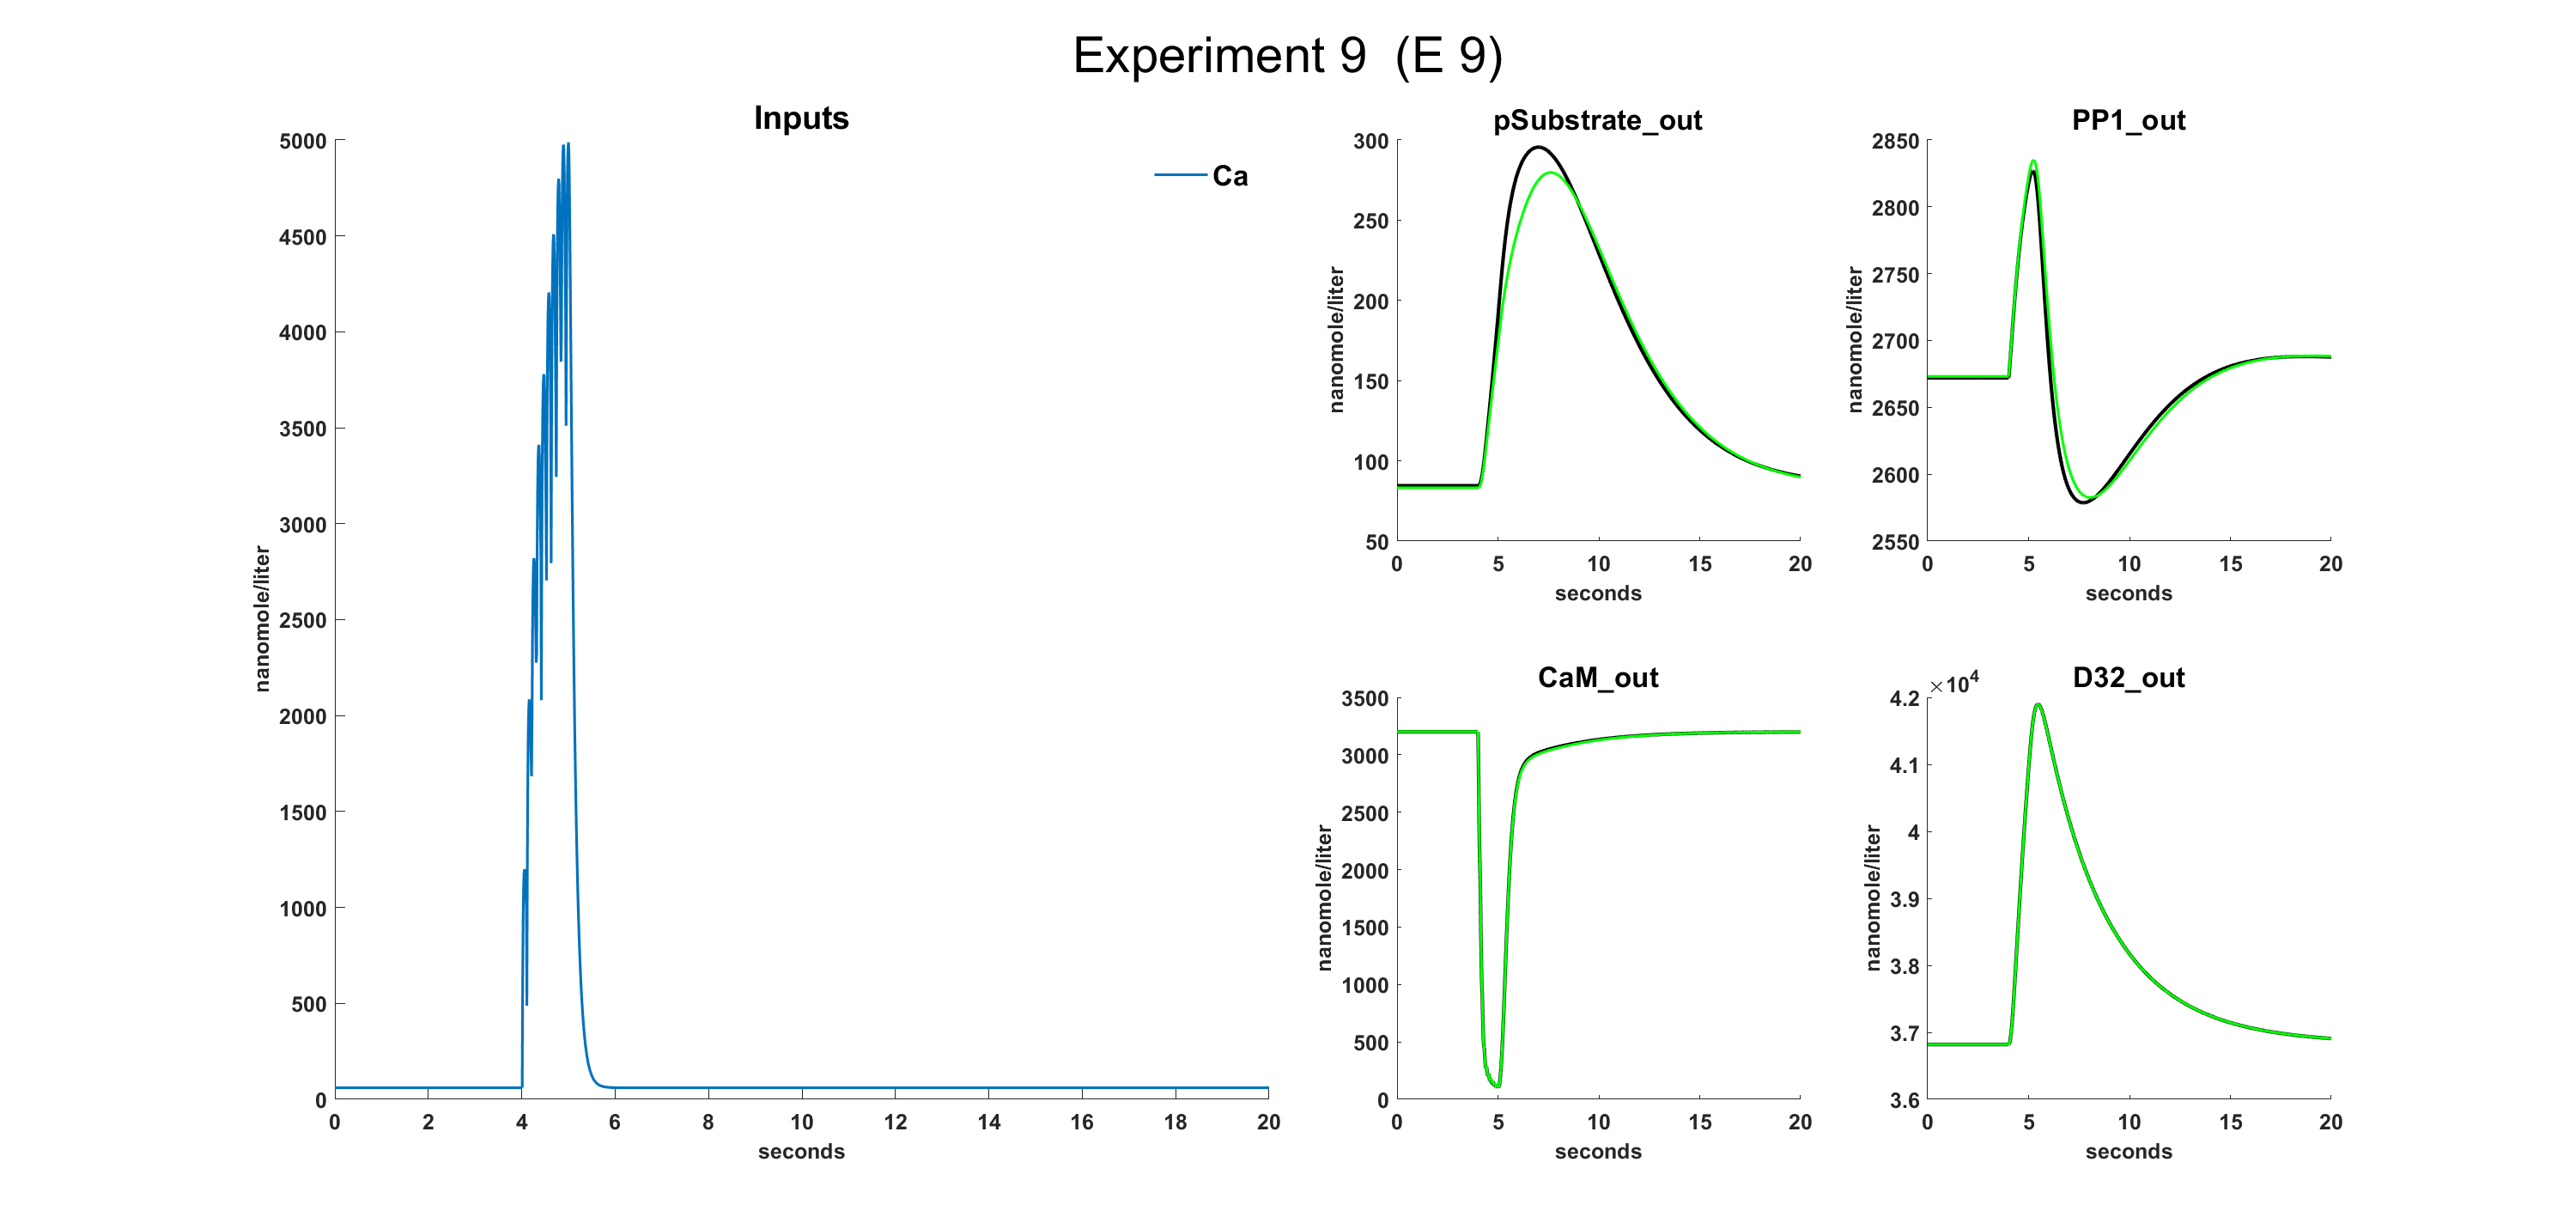 Experiment 9  (E 9)
Inputs
Ca
5000
4500
4000
3500
3000
2500
2000
1500
1000
500
0
nanomole/liter
0 2 4 6 8 10 12 14 16 18 20
seconds
pSubstrate_out
300
250
200
150
100
50
nanomole/liter
0 5 10 15 20
seconds
PP1_out
2850
2800
2750
2700
2650
2600
2550
nanomole/liter
0 5 10 15 20
seconds
CaM_out
3500
3000
2500
2000
1500
1000
500
0
nanomole/liter
0 5 10 15 20
seconds
D32_out
×10⁴
4.2
4.1
4
3.9
3.8
3.7
3.6
nanomole/liter
0 5 10 15 20
seconds